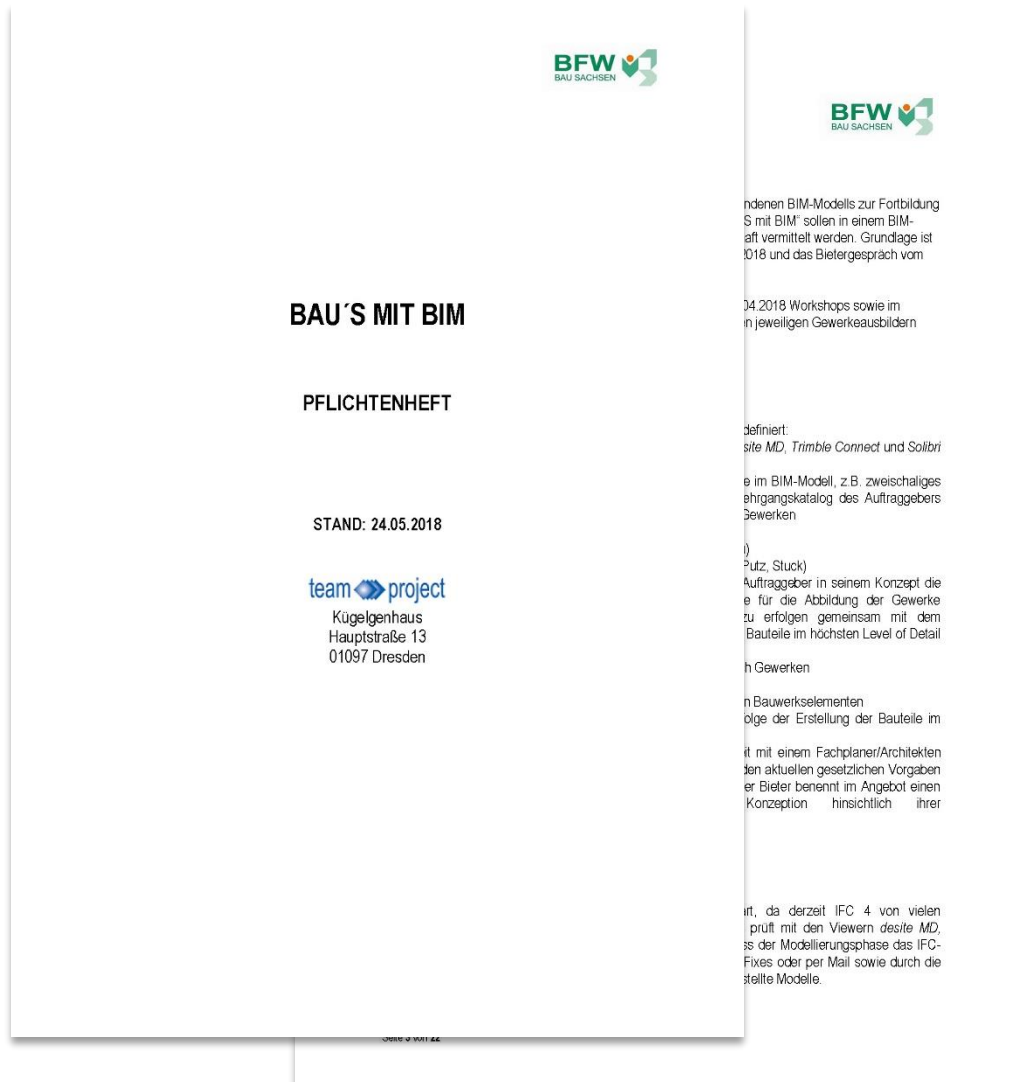 BFW
BAU SACHSEN
BAU´S MIT BIM
PFLICHTENHEFT
STAND: 24.05.2018
team project
Kügelgenhaus
Hauptstraße 13
01097 Dresden
BFW
BAU SACHSEN
ndenen BIM-Modells zur Fortbildung
S mit BIM“ sollen in einem BIM-
aft vermittelt werden. Grundlage ist
2018 und das Bietergespräch vom
04.2018 Workshops sowie im
n jeweiligen Gewerkeausbildern
definiert:
site MD, Trimble Connect und Solibri
e im BIM-Modell, z.B. zweischaliges
ehrgangskatalog des Auftraggebers
Gewerken
)
Putz, Stuck)
Auftraggeber in seinem Konzept die
e für die Abbildung der Gewerke
zu erfolgen gemeinsam mit dem
Bauteile im höchsten Level of Detail
h Gewerken
n Bauwerkselementen
olge der Erstellung der Bauteile im
it mit einem Fachplaner/Architekten
den aktuellen gesetzlichen Vorgaben
er Bieter benennt im Angebot einen
Konzeption hinsichtlich ihrer
rt, da derzeit IFC 4 von vielen
prüft mit den Viewern desite MD,
ss der Modellierungsphase das IFC-
Fixes oder per Mail sowie durch die
stellte Modelle.
Seite 3 von 22